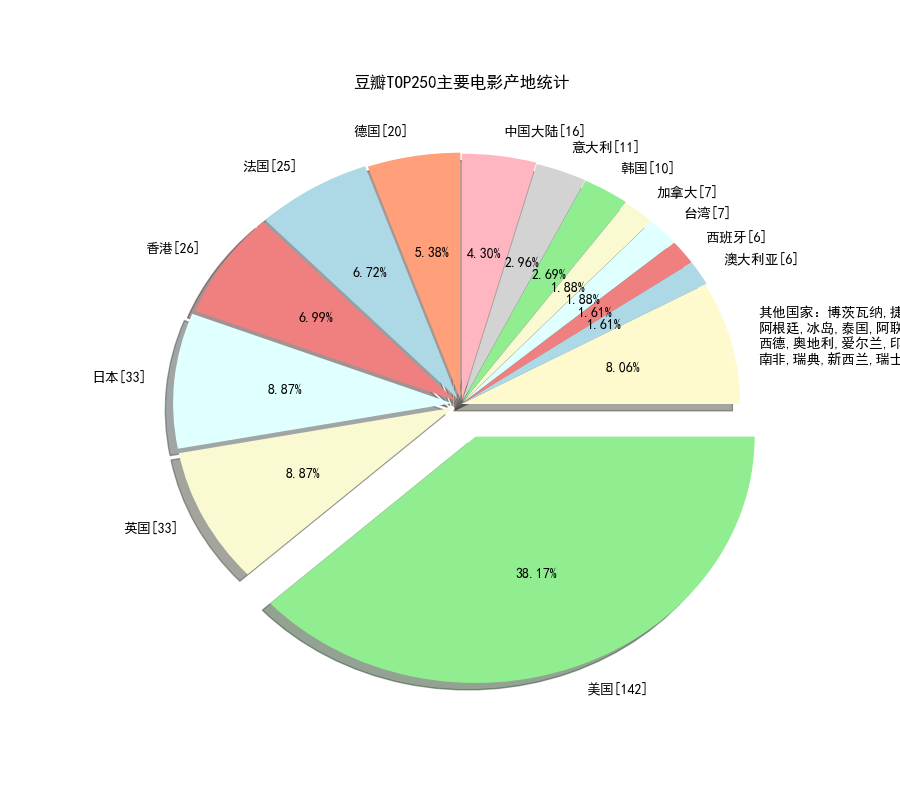 豆瓣TOP250主要电影产地统计
德国[20]
中国大陆[16]
意大利[11]
法国[25]
韩国[10]
加拿大[7]
台湾[7]
香港[26]
西班牙[6]
澳大利亚[6]
5.38%
4.30%
2.96%
2.69%
6.72%
1.88%
1.88%
1.61%
1.61%
6.99%
其他国家：博茨瓦纳,捷
阿根廷,冰岛,泰国,阿联
西德,奥地利,爱尔兰,印
南非,瑞典,新西兰,瑞士
8.06%
日本[33]
8.87%
8.87%
英国[33]
38.17%
美国[142]